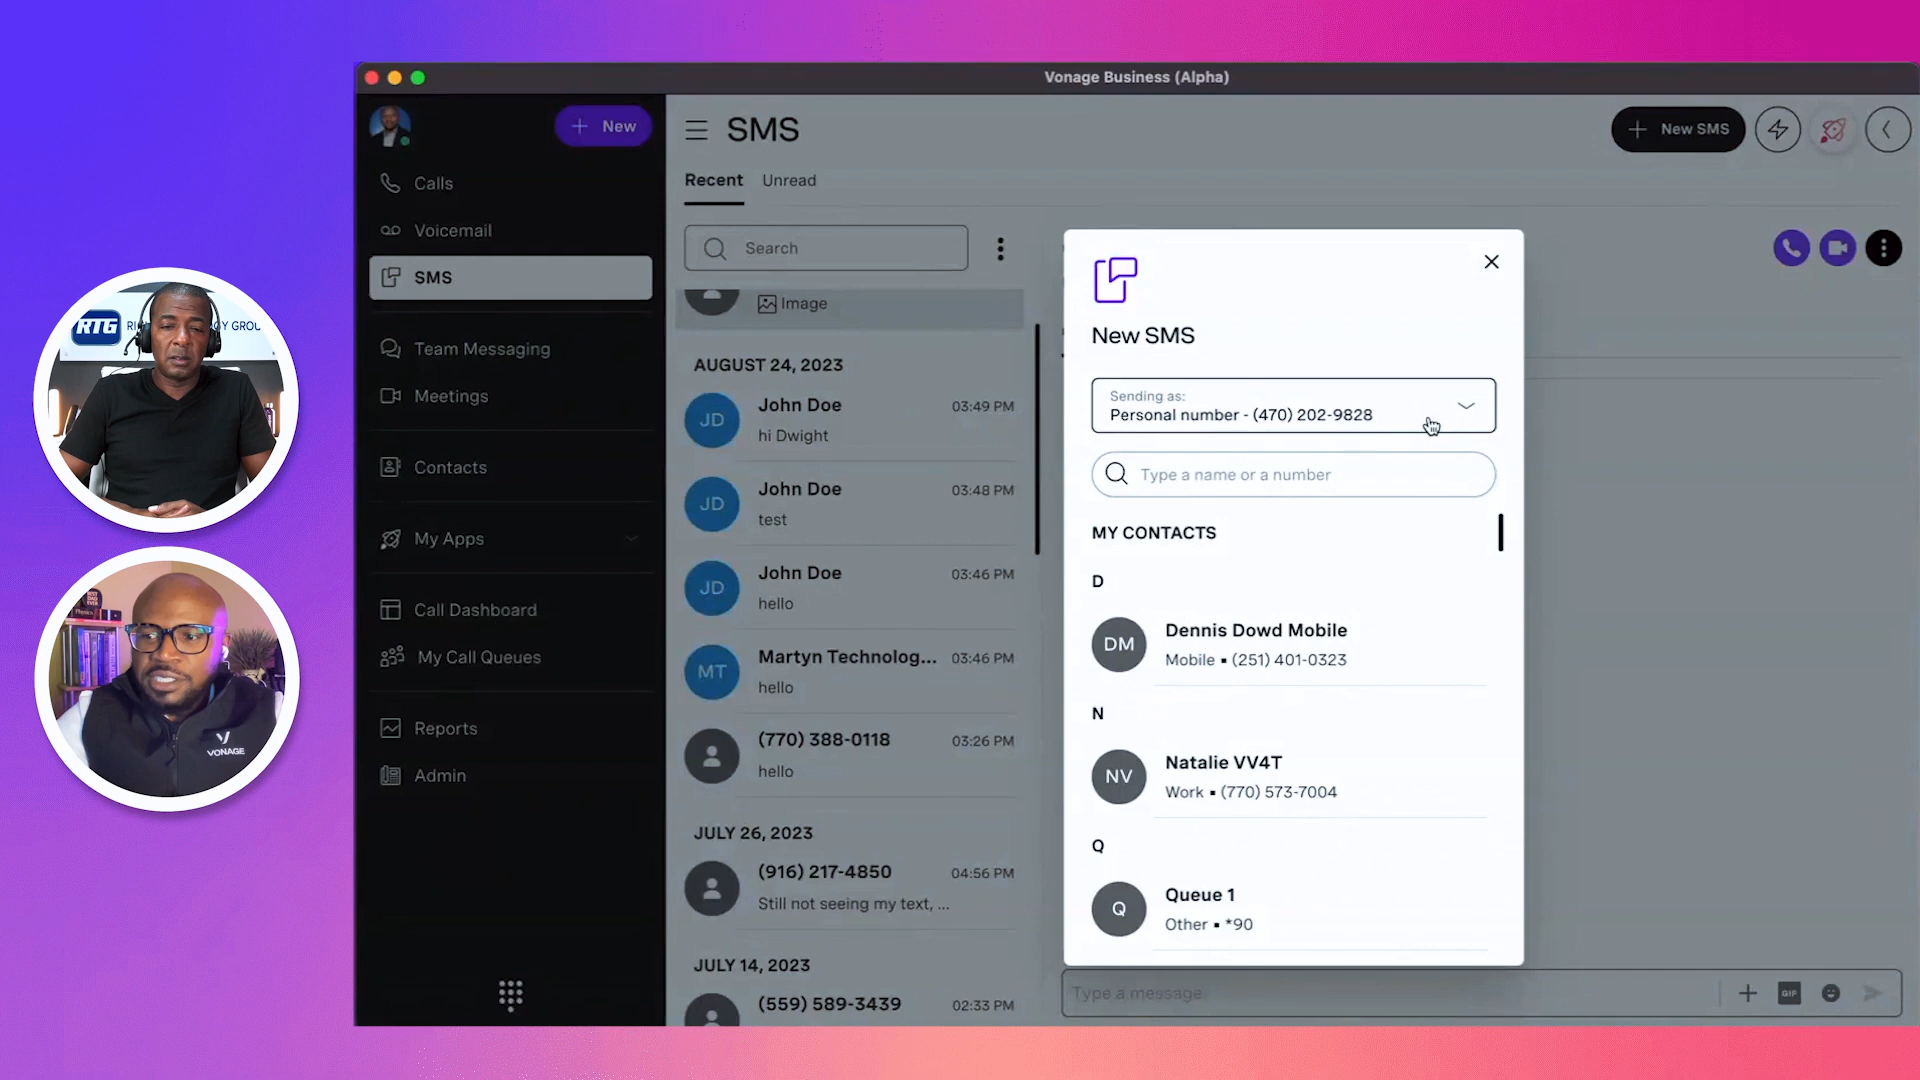 Vonage Business (Alpha)
New
Calls
Voicemail
SMS
Team Messaging
Meetings
Contacts
My Apps
Call Dashboard
My Call Queues
Reports
Admin
SMS
New SMS
Recent
Unread
Search
Image
AUGUST 24, 2023
John Doe
03:49 PM
hi Dwight
JD
John Doe
03:48 PM
test
JD
John Doe
03:46 PM
hello
JD
Martyn Technolog...
03:46 PM
hello
MT
(770) 388-0118
03:26 PM
hello
JULY 26, 2023
(916) 217-4850
04:56 PM
Still not seeing my text, ...
JULY 14, 2023
(559) 589-3439
02:33 PM
New SMS
Sending as:
Personal number - (470) 202-9828
Type a name or a number
MY CONTACTS
D
DM
Dennis Dowd Mobile
Mobile ▪ (251) 401-0323
N
NV
Natalie VV4T
Work ▪ (770) 573-7004
Q
Q
Queue 1
Other ▪ *90
Type a message
GIF
RTG
VONAGE